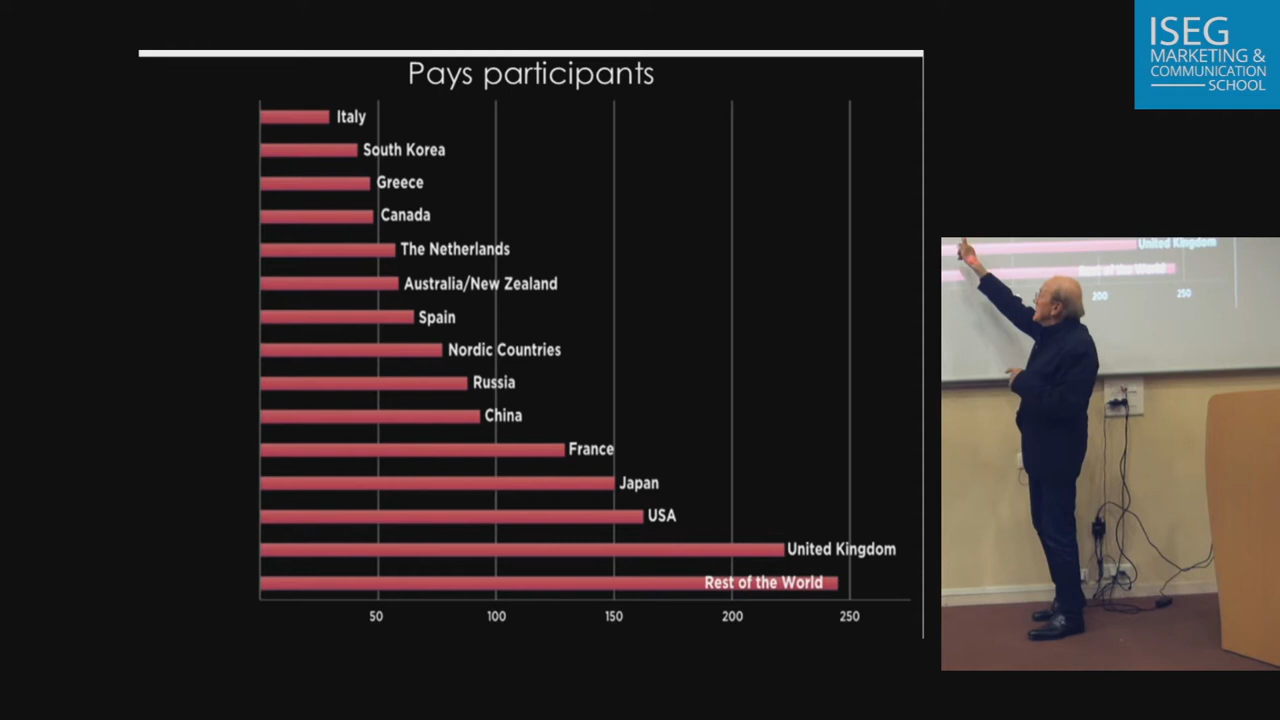 Pays participants
Italy
South Korea
Greece
Canada
The Netherlands
Australia/New Zealand
Spain
Nordic Countries
Russia
China
France
Japan
USA
United Kingdom
Rest of the World
50 100 150 200 250
ISEG
MARKETING &
COMMUNICATION
SCHOOL
United Kingdom
Rest of the World
200 250